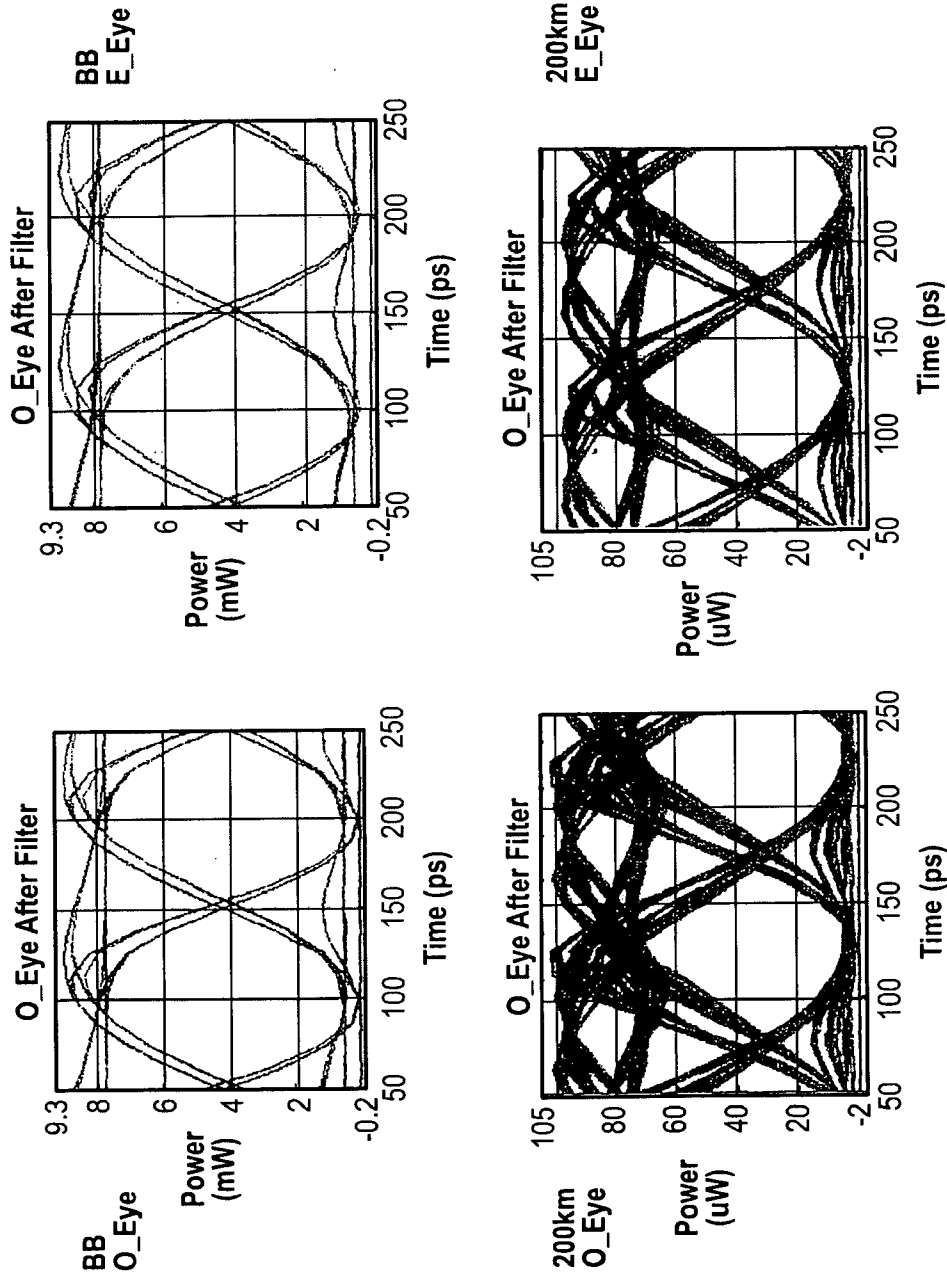 BB
O_Eye
O_Eye After Filter
Power
(mW)
9.3
8
6
4
2
-0.2
50
100
150
200
250
Time (ps)
BB
E_Eye
O_Eye After Filter
Power
(mW)
9.3
8
6
4
2
-0.2
50
100
150
200
250
Time (ps)
200km
O_Eye
O_Eye After Filter
Power
(uW)
105
80
60
40
20
-2
50
100
150
200
250
Time (ps)
200km
E_Eye
O_Eye After Filter
Power
(uW)
105
80
60
40
20
-2
50
100
150
200
250
Time (ps)